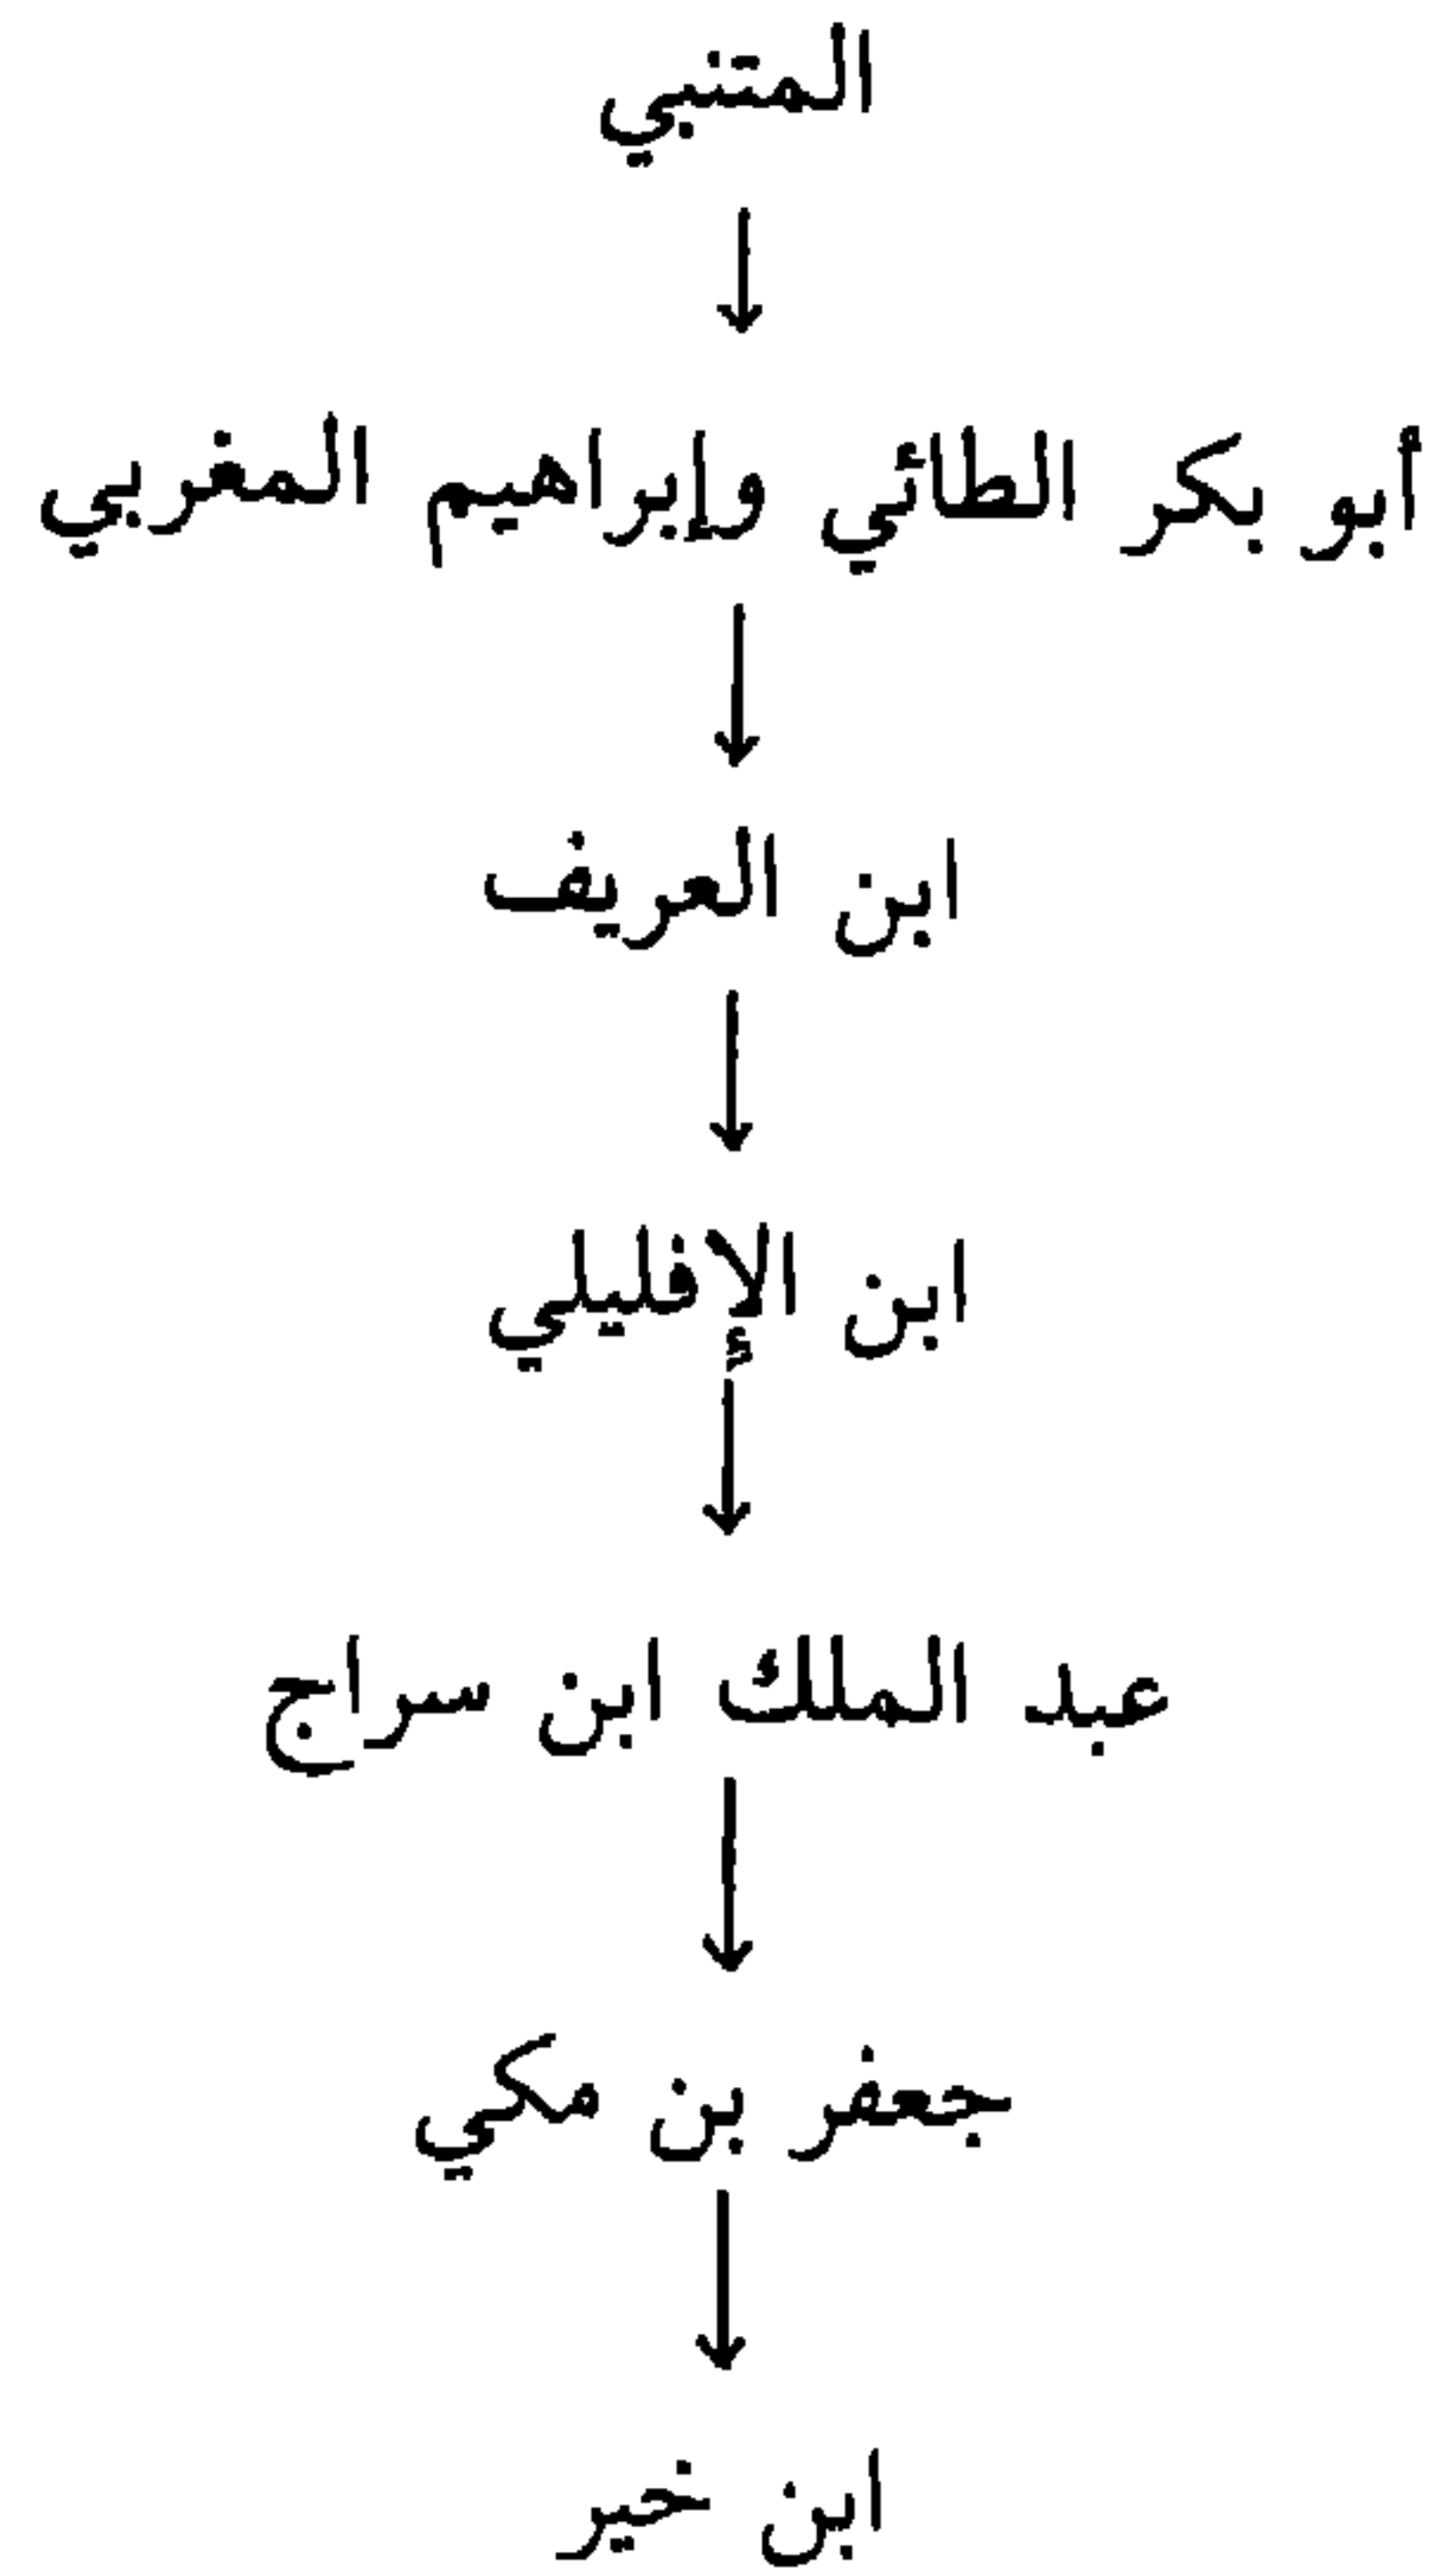 المتنبي
أبو بكر الطائي وإبراهيم المغربي
ابن العريف
ابن الإفليلي
عبد الملك ابن سراج
جعفر بن مكي
ابن خير